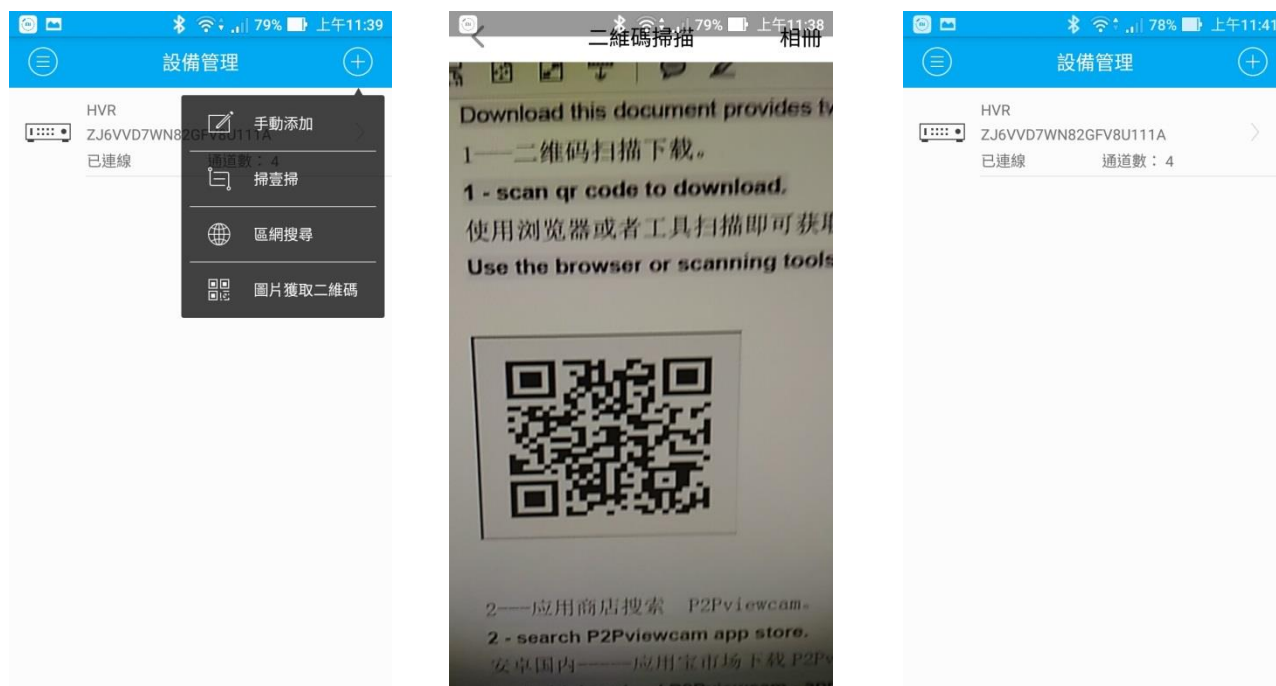 79% 上午11:39
設備管理
HVR
ZJ6VVD7WN82GFV8U111A
已連線 通道數：4
手動添加
掃壹掃
區網搜尋
圖片獲取二維碼
79% 上午11:38
二維碼掃描 相冊
Download this document provides
1——二维码扫描下载。
1 - scan qr code to download.
使用浏览器或者工具扫描即可获取
Use the browser or scanning tools
2---应用商店搜索 P2Pviewcam。
2 - search P2Pviewcam app store.
安卓国内----应用宝市场下载 P2Pv
78% 上午11:41
設備管理
HVR
ZJ6VVD7WN82GFV8U111A
已連線 通道數：4